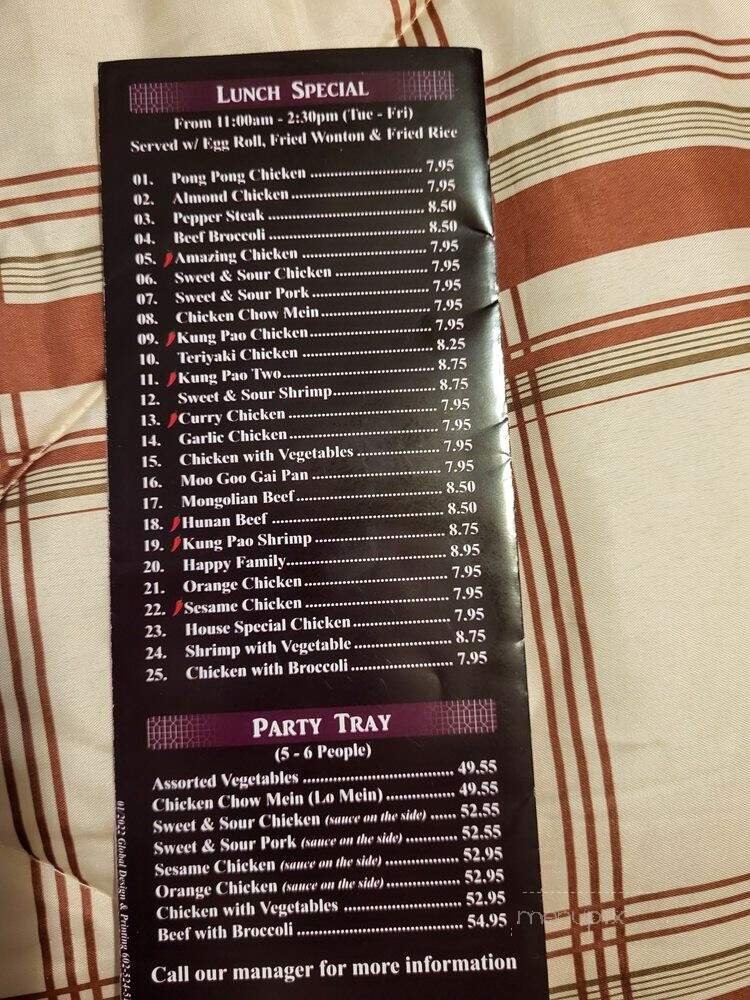 LUNCH SPECIAL
From 11:00am - 2:30pm (Tue - Fri)
Served w/ Egg Roll, Fried Wonton & Fried Rice
01. Pong Pong Chicken 7.95
02. Almond Chicken 7.95
03. Pepper Steak 8.50
04. Beef Broccoli 8.50
05. Amazing Chicken 7.95
06. Sweet & Sour Chicken 7.95
07. Sweet & Sour Pork 7.95
08. Chicken Chow Mein 7.95
09. Kung Pao Chicken 7.95
10. Teriyaki Chicken 8.25
11. Kung Pao Two 8.75
12. Sweet & Sour Shrimp 8.75
13. Curry Chicken 7.95
14. Garlic Chicken 7.95
15. Chicken with Vegetables 7.95
16. Moo Goo Gai Pan 7.95
17. Mongolian Beef 8.50
18. Hunan Beef 8.50
19. Kung Pao Shrimp 8.75
20. Happy Family 8.95
21. Orange Chicken 7.95
22. Sesame Chicken 7.95
23. House Special Chicken 7.95
24. Shrimp with Vegetable 8.75
25. Chicken with Broccoli 7.95
PARTY TRAY
(5 - 6 People)
Assorted Vegetables 49.55
Chicken Chow Mein (Lo Mein) 49.55
Sweet & Sour Chicken (sauce on the side) 52.55
Sweet & Sour Pork (sauce on the side) 52.55
Sesame Chicken (sauce on the side) 52.95
Orange Chicken (sauce on the side) 52.95
Chicken with Vegetables 52.95
Beef with Broccoli 54.95
Call our manager for more information
01/2022 Global Design & Printing 602-524-5
menupix